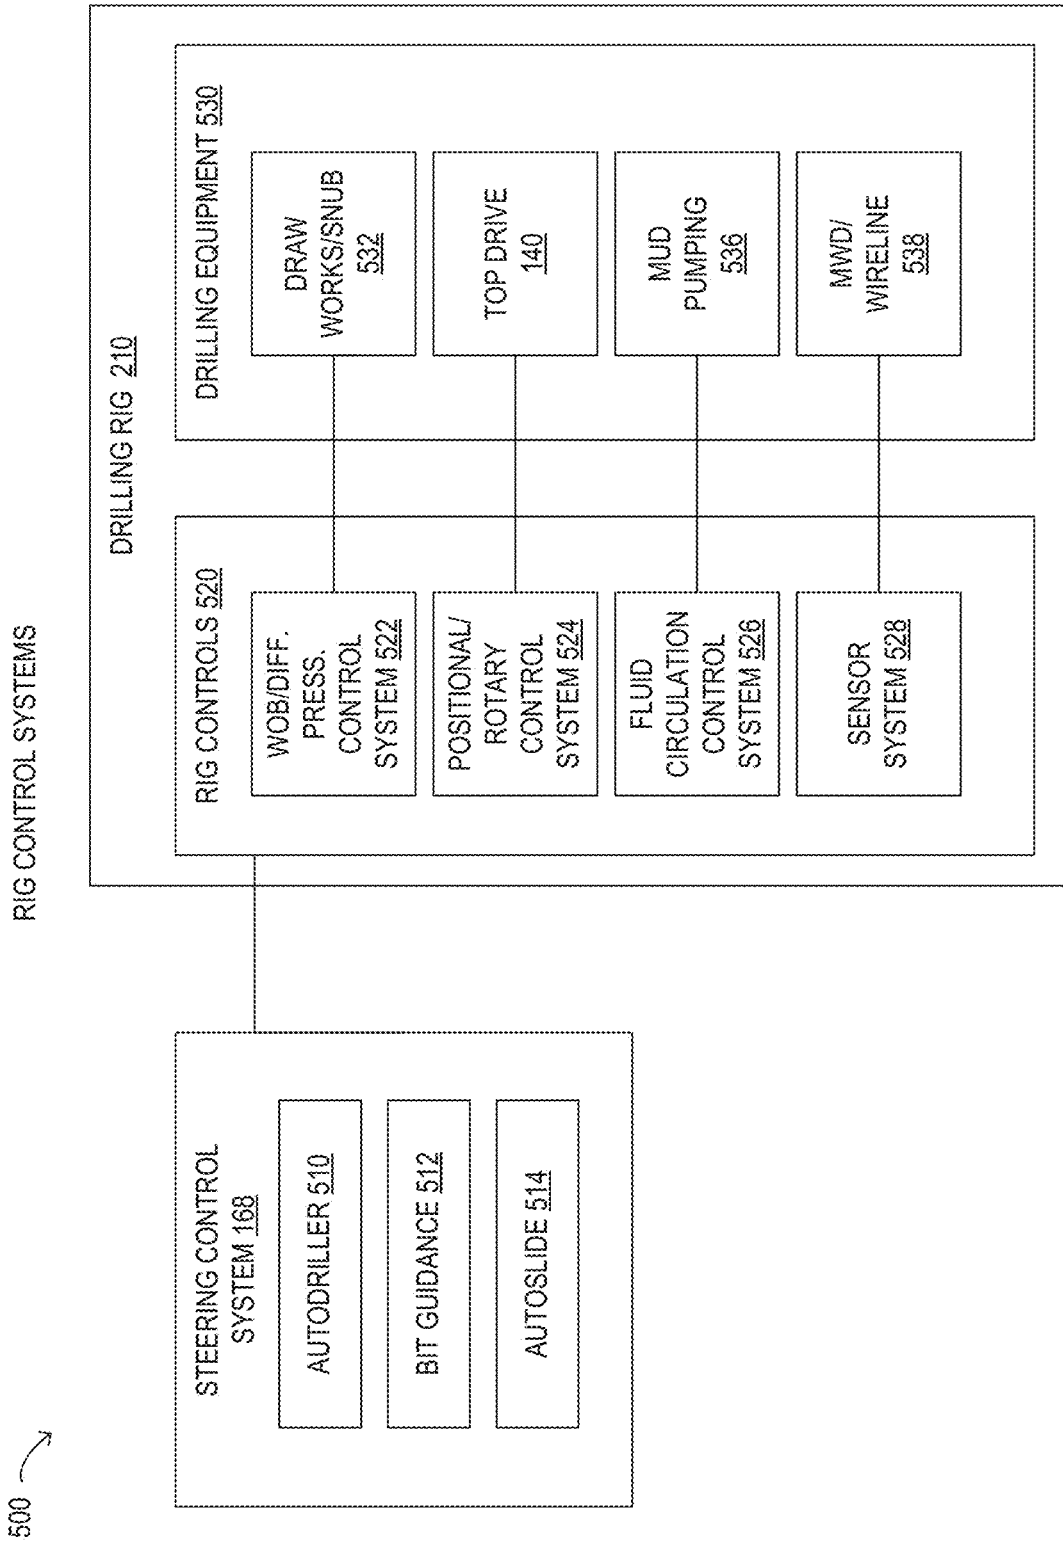 500
RIG CONTROL SYSTEMS
STEERING CONTROL
SYSTEM 168
AUTODRILLER 510
BIT GUIDANCE 512
AUTOSLIDE 514
DRILLING RIG 210
RIG CONTROLS 520
WOB/DIFF.
PRESS.
CONTROL
SYSTEM 522
POSITIONAL/
ROTARY
CONTROL
SYSTEM 524
FLUID
CIRCULATION
CONTROL
SYSTEM 526
SENSOR
SYSTEM 528
DRILLING EQUIPMENT 530
DRAW
WORKS/SNUB
532
TOP DRIVE
140
MUD
PUMPING
536
MWD/
WIRELINE
538